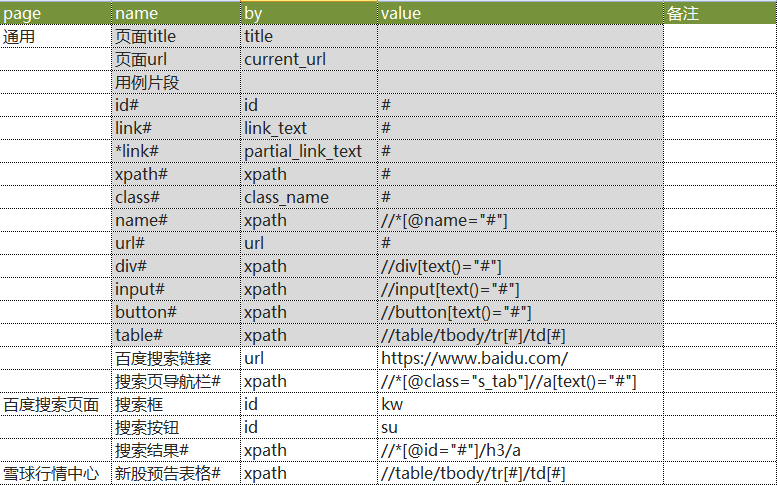 page name by value 备注
通用 页面title title
页面url current_url
用例片段
id# id #
link# link_text #
*link# partial_link_text #
xpath# xpath #
class# class_name #
name# xpath //*[@name="#"]
url# url #
div# xpath //div[text()="#"]
input# xpath //input[text()="#"]
button# xpath //button[text()="#"]
table# xpath //table/tbody/tr[#]/td[#]
百度搜索链接 url https://www.baidu.com/
搜索页导航栏# xpath //*[@class="s_tab"]//a[text()="#"]
百度搜索页面 搜索框 id kw
搜索按钮 id su
搜索结果# xpath //*[@id="#"]/h3/a
雪球行情中心 新股预告表格# xpath //table/tbody/tr[#]/td[#]